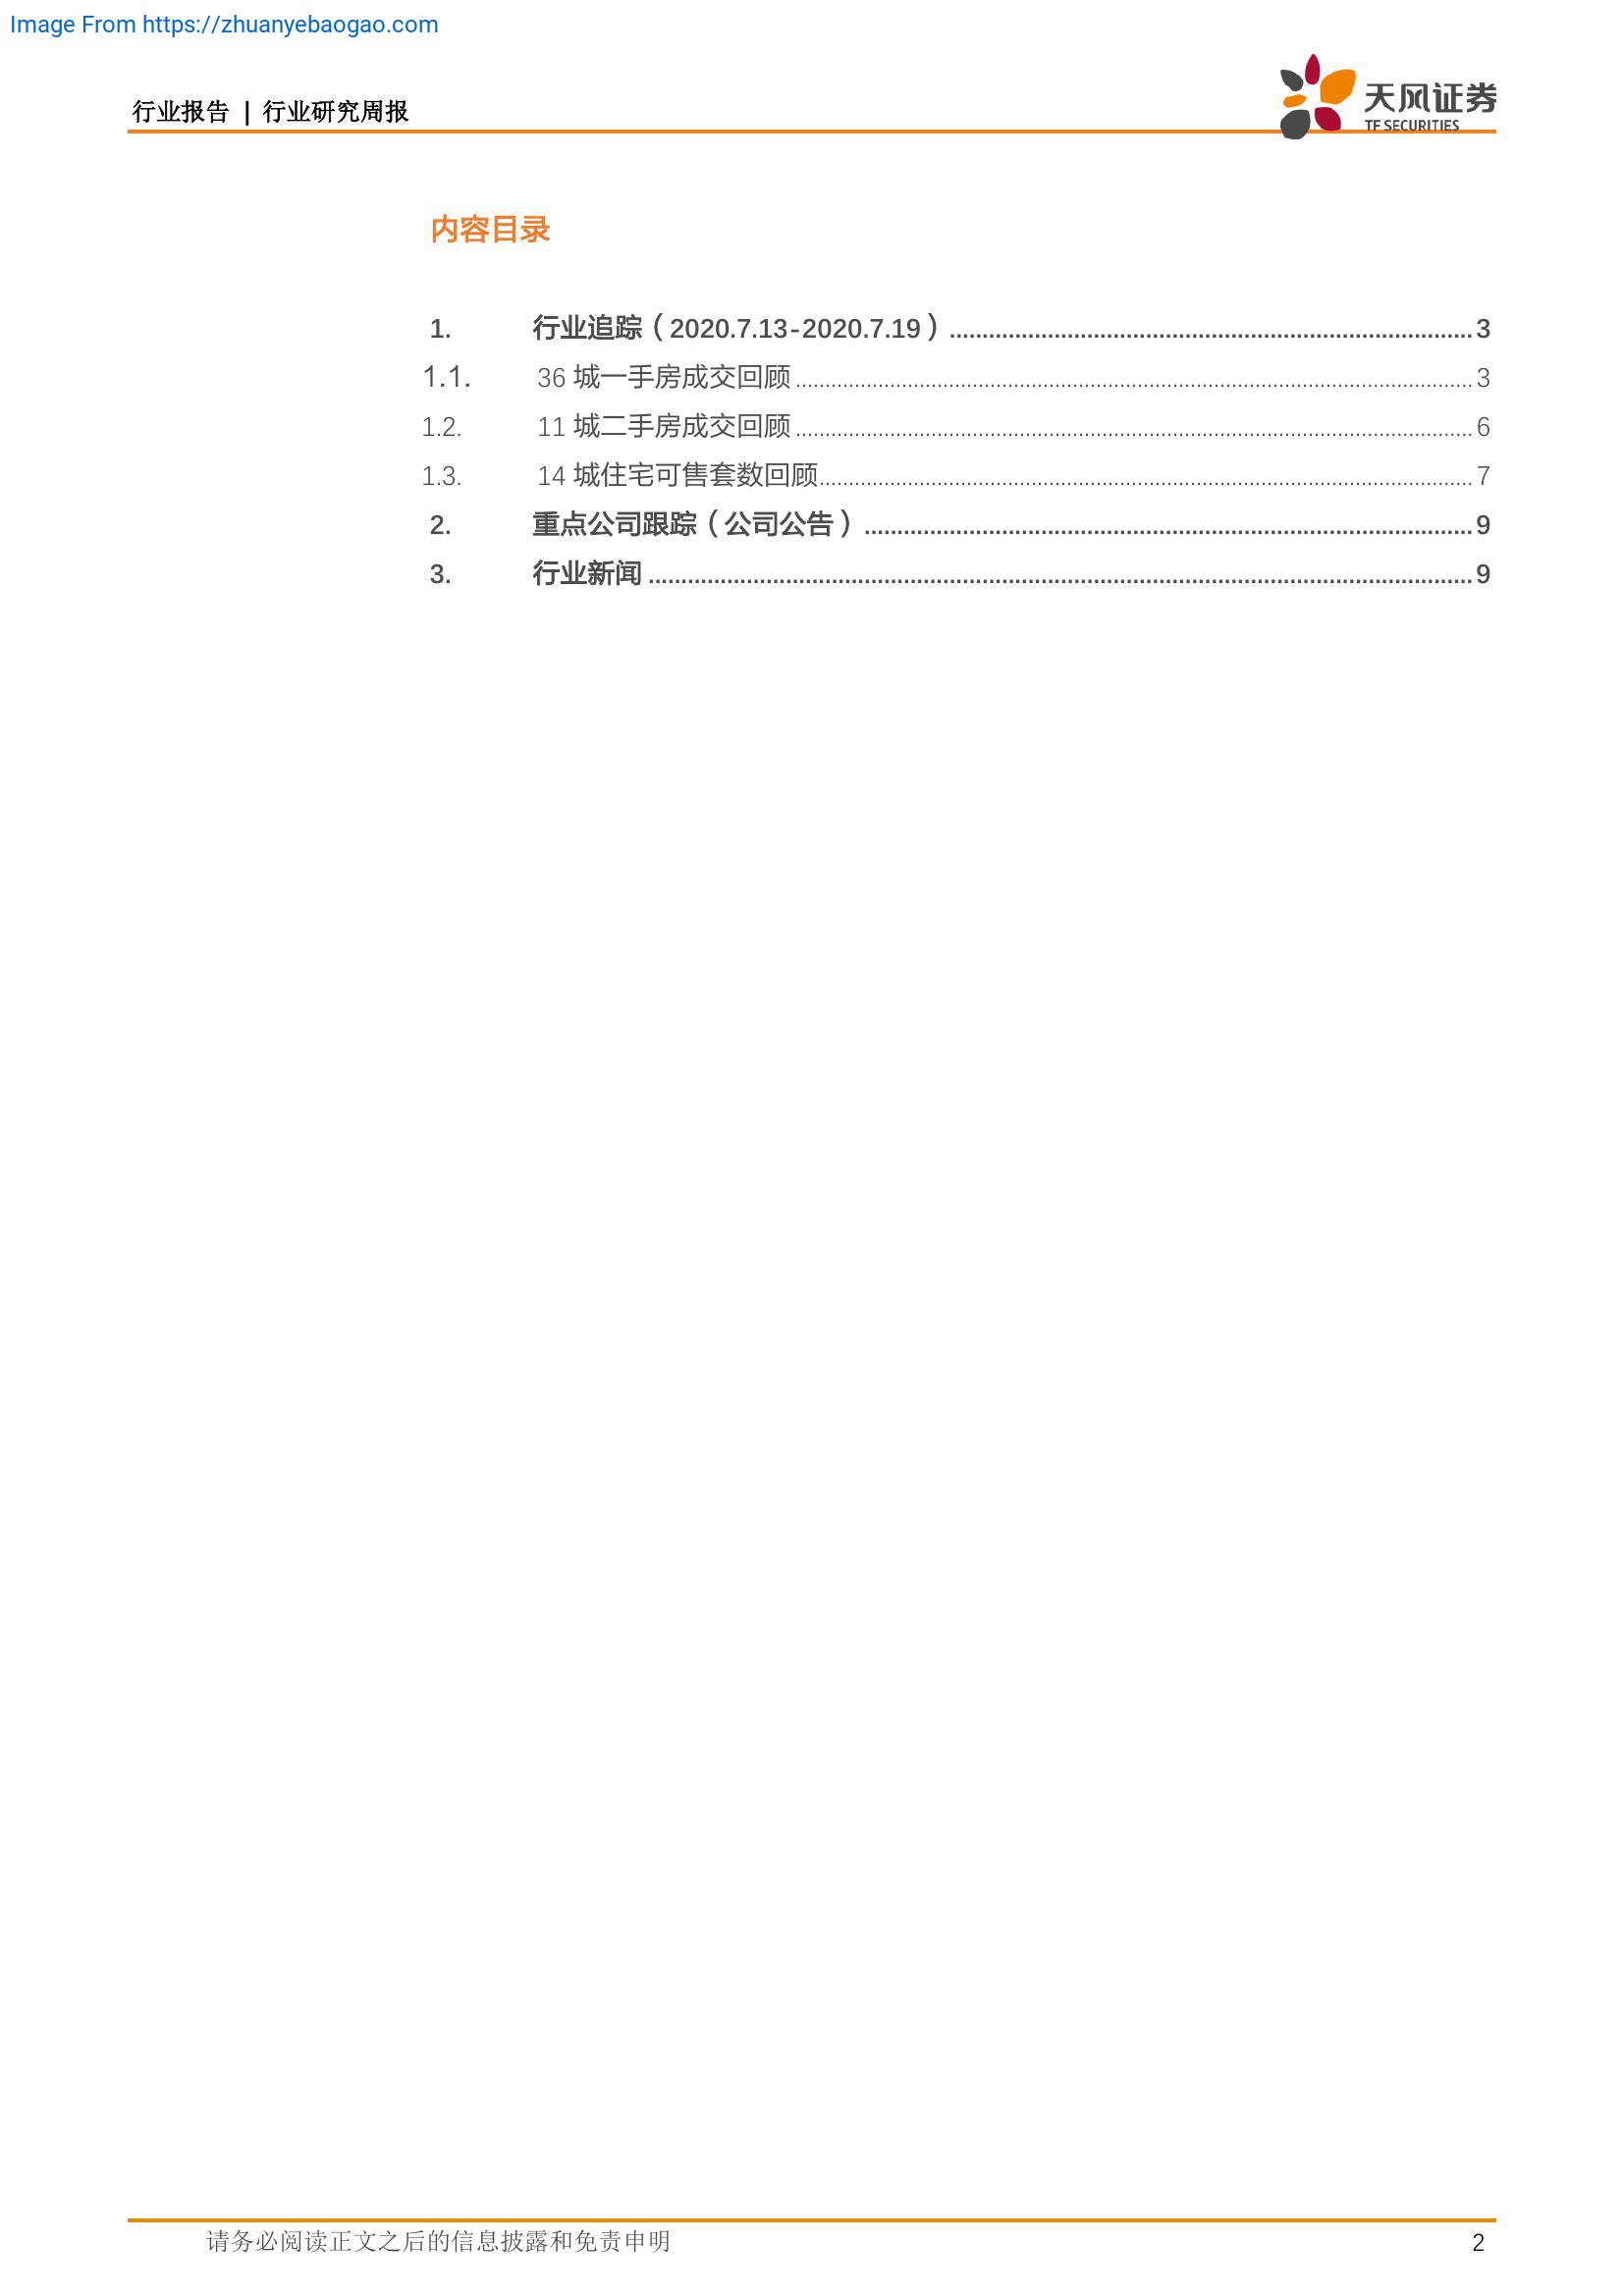 Image From https://zhuanyebaogao.com
行业报告 | 行业研究周报
天风证券
TF SECURITIES
内容目录
1. 行业追踪（2020.7.13-2020.7.19）...3
1.1. 36 城一手房成交回顾...3
1.2. 11 城二手房成交回顾...6
1.3. 14 城住宅可售套数回顾...7
2. 重点公司跟踪（公司公告）...9
3. 行业新闻...9
请务必阅读正文之后的信息披露和免责申明 2